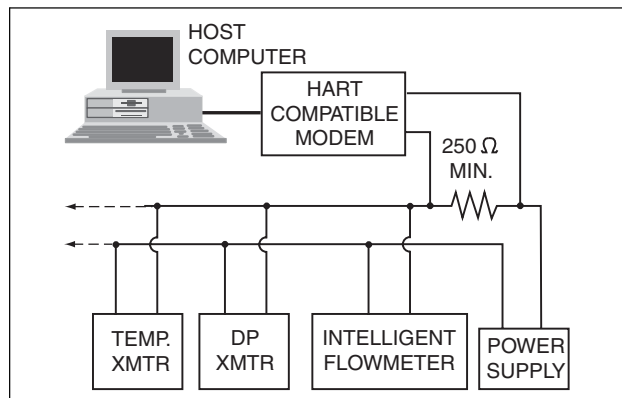 HOST
COMPUTER
HART
COMPATIBLE
MODEM
250 Ω
MIN.
TEMP.
XMTR
DP
XMTR
INTELLIGENT
FLOWMETER
POWER
SUPPLY